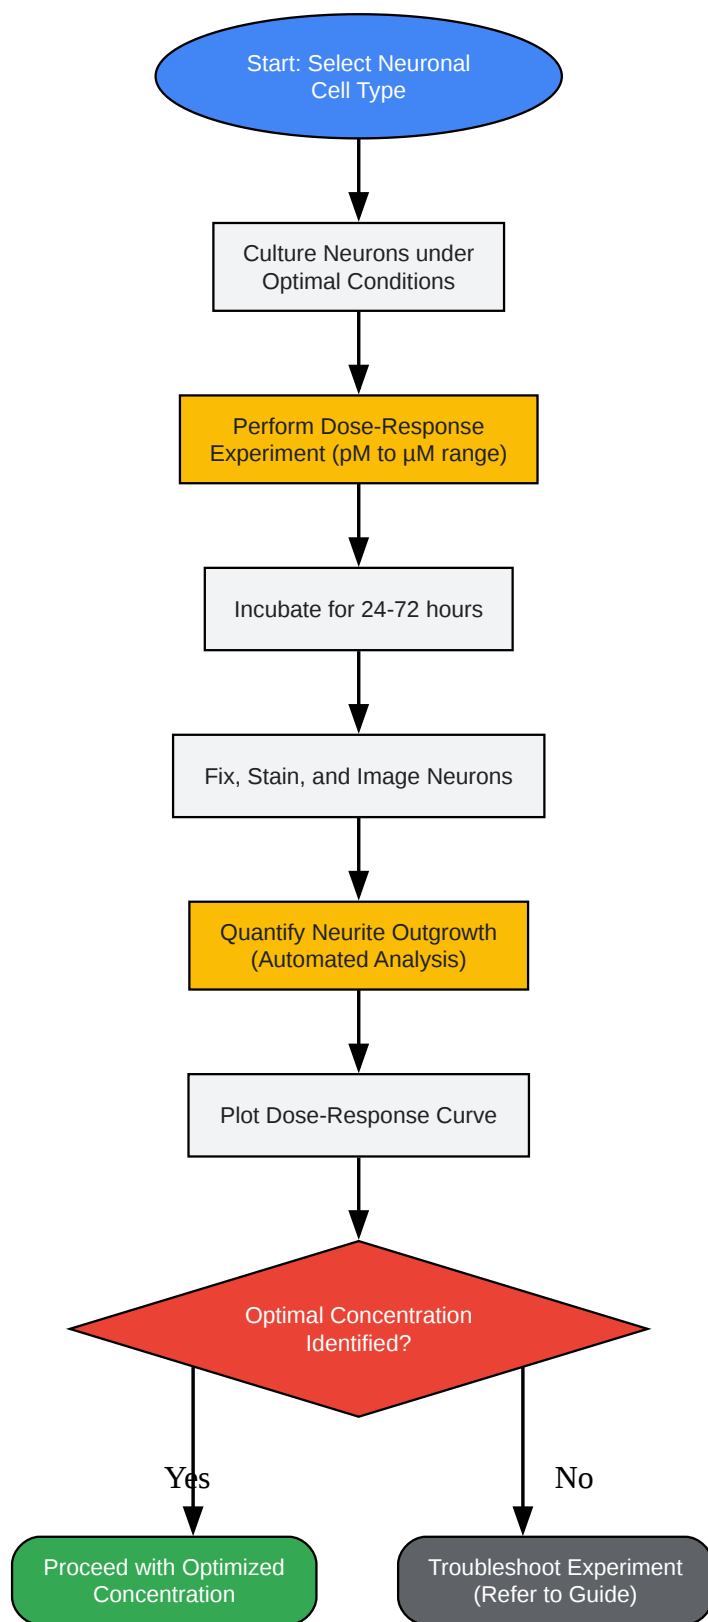 Start: Select Neuronal
Cell Type
Culture Neurons under
Optimal Conditions
Perform Dose-Response
Experiment (pM to µM range)
Incubate for 24-72 hours
Fix, Stain, and Image Neurons
Quantify Neurite Outgrowth
(Automated Analysis)
Plot Dose-Response Curve
Optimal Concentration
Identified?
Yes
No
Proceed with Optimized
Concentration
Troubleshoot Experiment
(Refer to Guide)